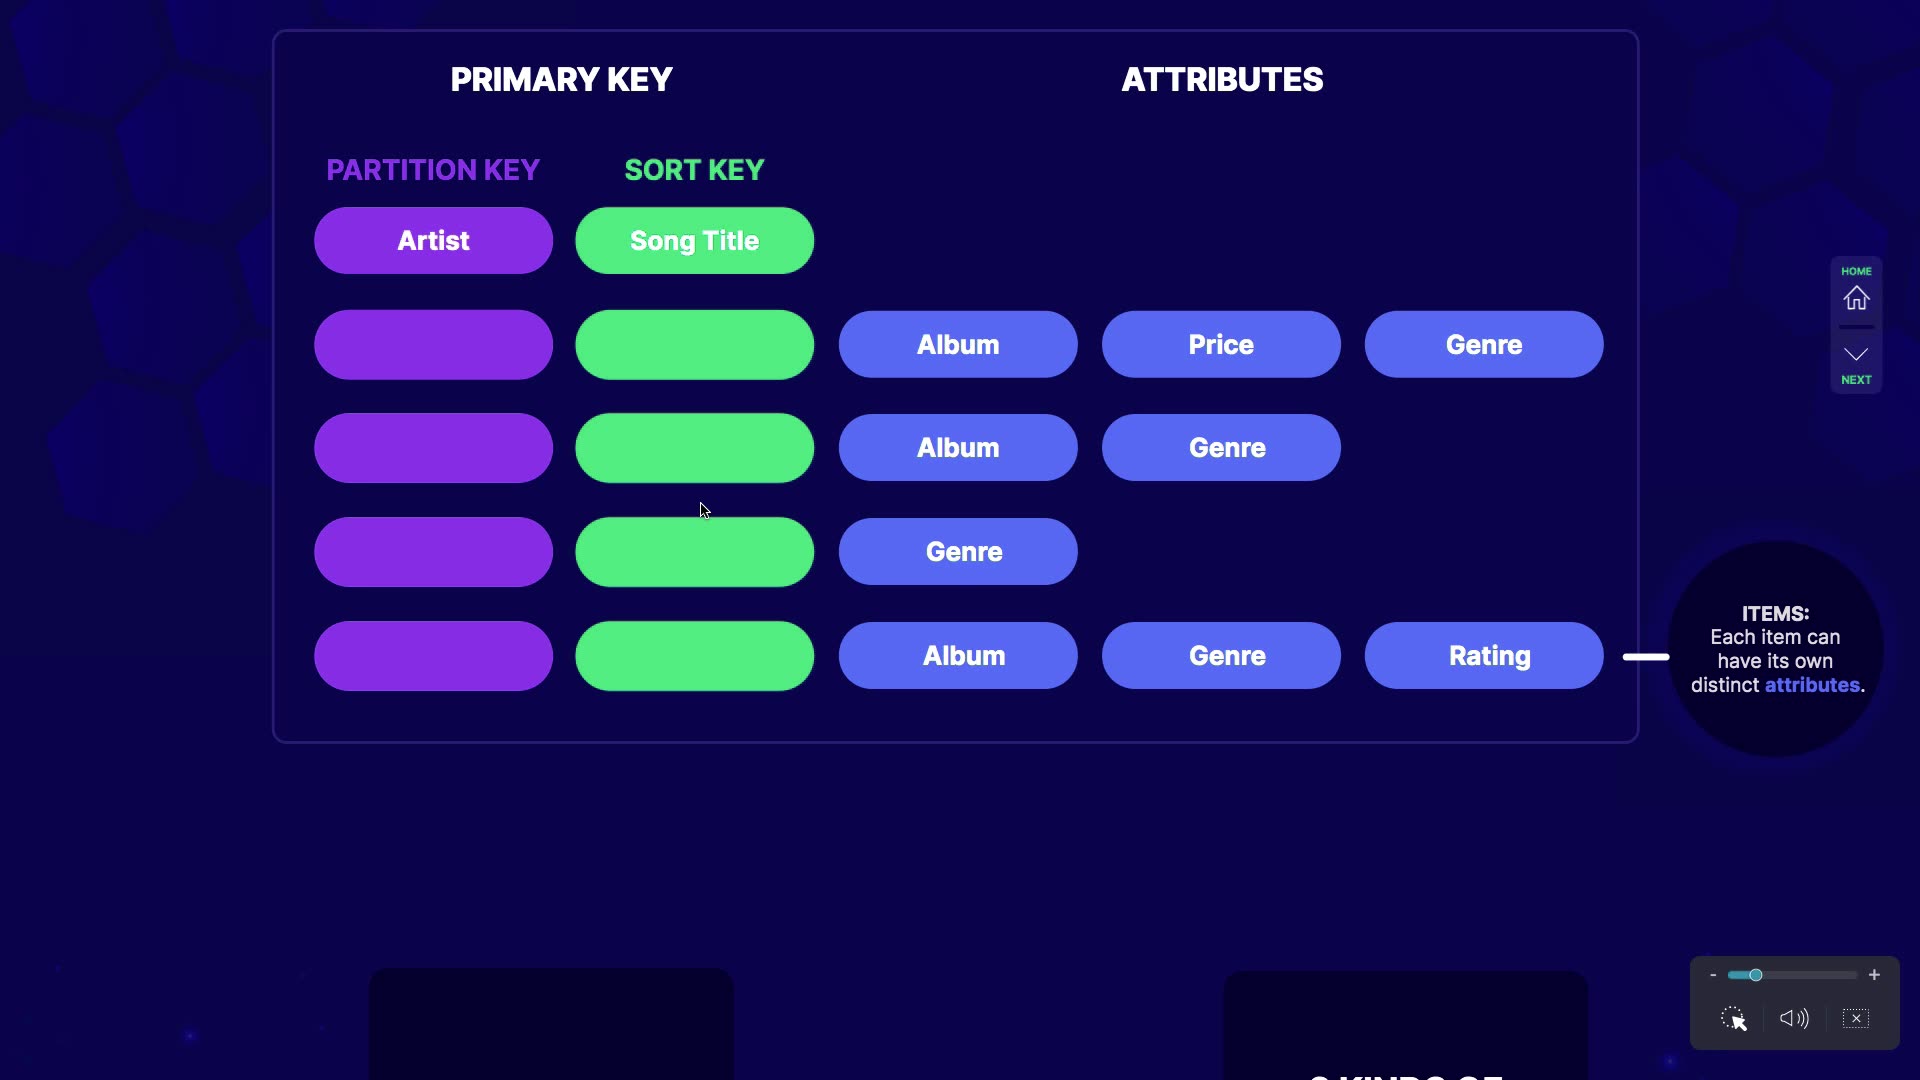 PRIMARY KEY
ATTRIBUTES
PARTITION KEY
SORT KEY
Artist
Song Title
Album
Price
Genre
Album
Genre
Genre
Album
Genre
Rating
HOME
NEXT
ITEMS:
Each item can
have its own
distinct attributes.
- +